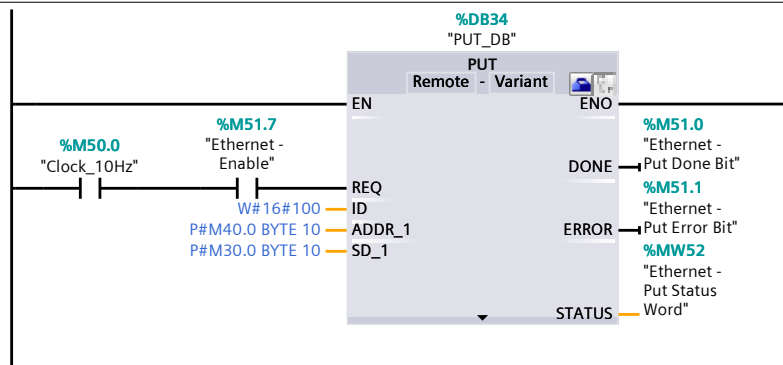 %DB34
"PUT_DB"
PUT
Remote - Variant
EN
ENO
%M51.7
%M51.0
%M50.0
"Ethernet -
"Ethernet -
"Clock_10Hz"
Enable"
DONE
Put Done Bit"
%M51.1
REQ
W#16#100
ID
"Ethernet -
P#M40.0 BYTE 10
ADDR_1
ERROR
Put Error Bit"
P#M30.0 BYTE 10
SD_1
%MW52
"Ethernet -
Put Status
STATUS
Word"